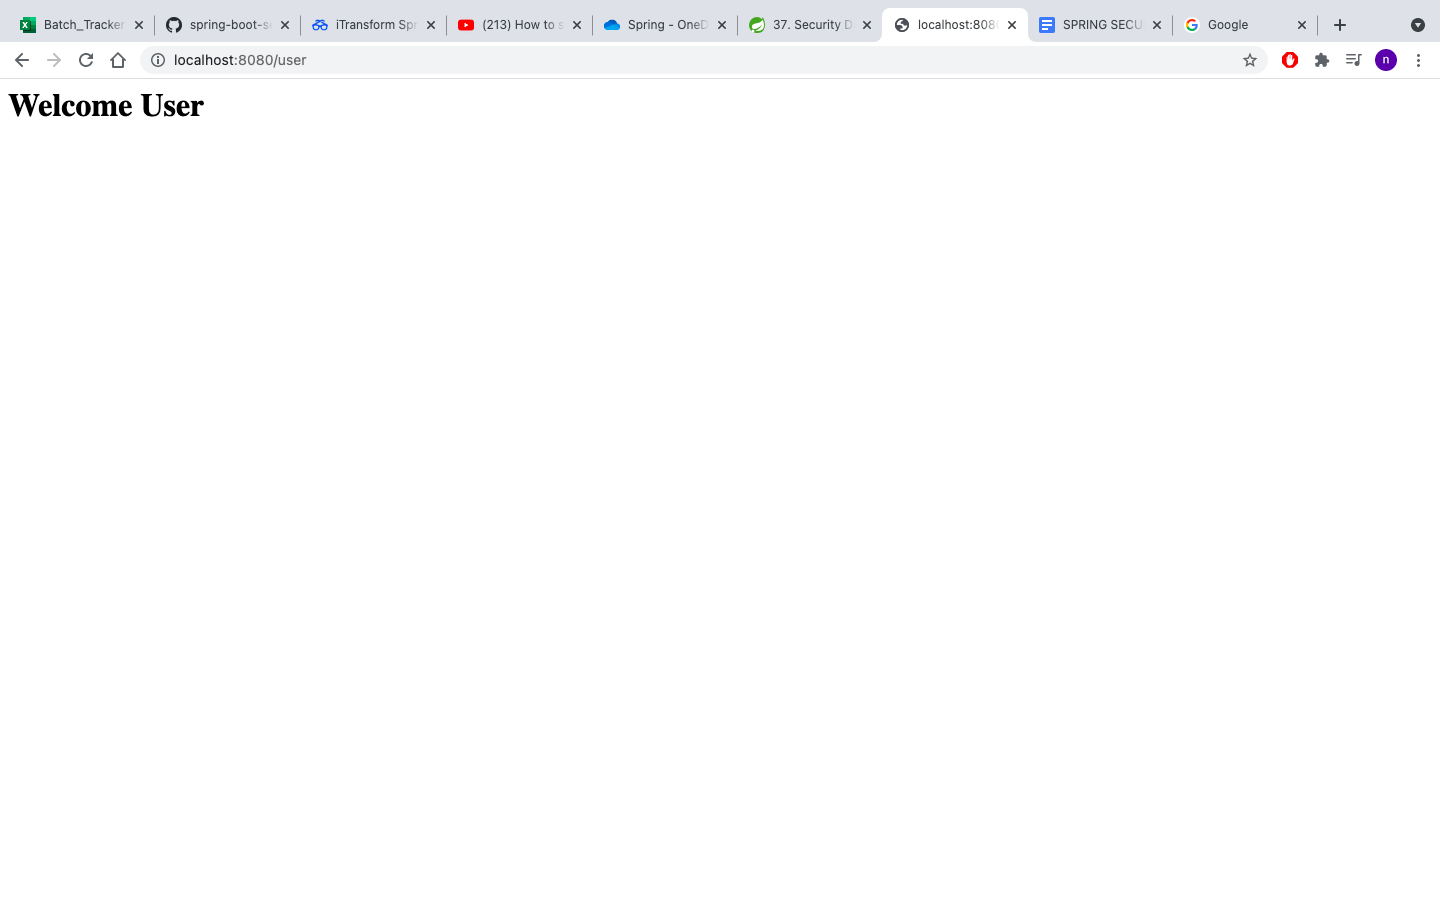 Batch_Tracker
spring-boot-se
iTransform Spr
(213) How to s
Spring - OneD
37. Security D
localhost:808
SPRING SECU
Google
localhost:8080/user
n
Welcome User